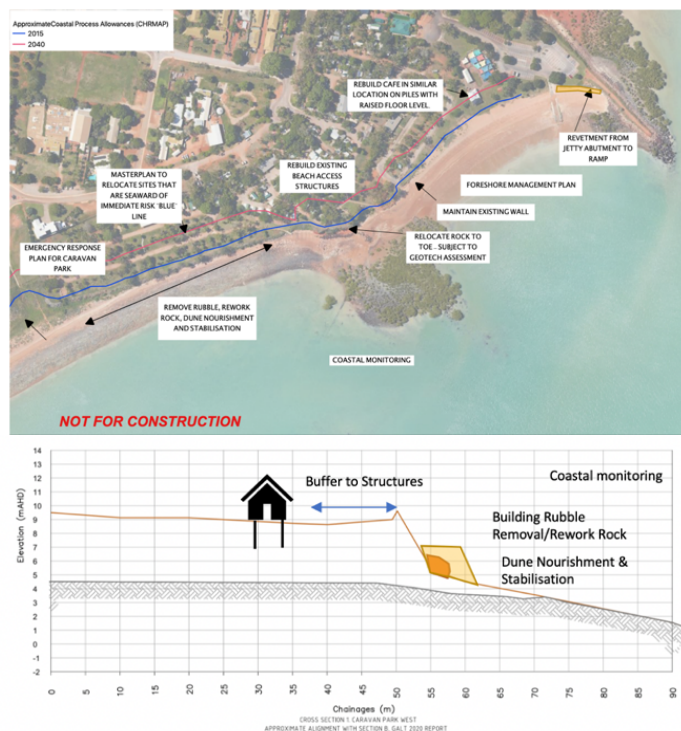 ApproximateCoastal Process Allowances (CHRMAP)
2015
2040
REBUILD CAFE IN SIMILAR
LOCATION ON PILES WITH
RAISED FLOOR LEVEL.
REVETMENT FROM
JETTY ABUTMENT TO
RAMP
MASTERPLAN TO
RELOCATE SITES THAT
ARE SEAWARD OF
IMMEDIATE RISK 'BLUE'
LINE
REBUILD EXISTING
BEACH ACCESS
STRUCTURES
FORESHORE MANAGEMENT PLAN
MAINTAIN EXISTING WALL
EMERGENCY RESPONSE
PLAN FOR CARAVAN
PARK
RELOCATE ROCK TO
TOE - SUBJECT TO
GEOTECH ASSESSMENT
REMOVE RUBBLE, REWORK
ROCK, DUNE NOURISHMENT
AND STABILISATION
COASTAL MONITORING
NOT FOR CONSTRUCTION
14
13
12
11
10
9
8
7
6
5
4
3
2
1
0
-1
-2
Elevation (mAHD)
Buffer to Structures
Coastal monitoring
Building Rubble
Removal/Rework Rock
Dune Nourishment &
Stabilisation
0 5 10 15 20 25 30 35 40 45 50 55 60 65 70 75 80 85 90
Chainages (m)
CROSS SECTION 1 CARAVAN PARK WEST
APPROXIMATE ALIGNMENT WITH SECTION B, GALT 2020 REPORT